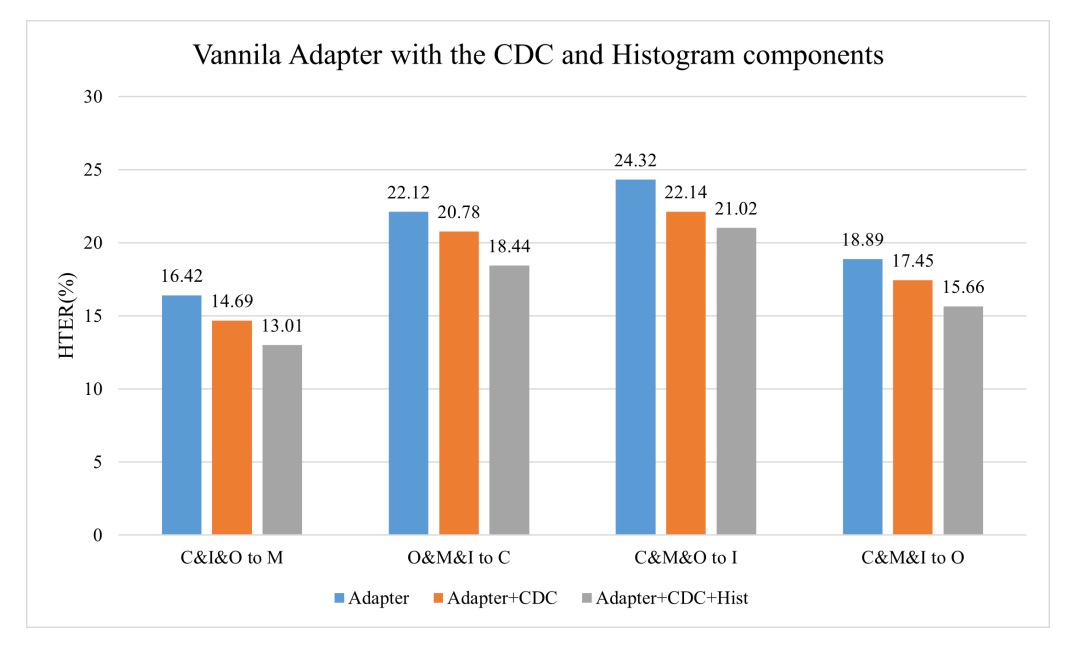 Vannila Adapter with the CDC and Histogram components
HTER(%)
30
25
20
15
10
5
0
16.42
14.69
13.01
22.12
20.78
18.44
24.32
22.14
21.02
18.89
17.45
15.66
C&I&O to M
O&M&I to C
C&M&O to I
C&M&I to O
Adapter
Adapter+CDC
Adapter+CDC+Hist